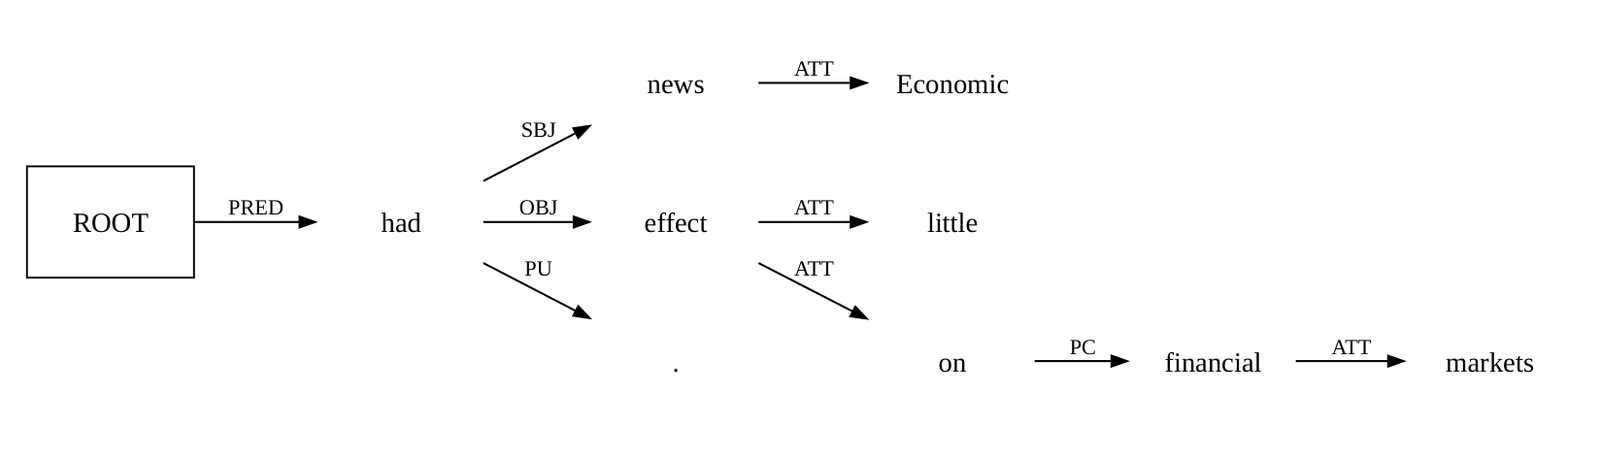 news ATT Economic
SBJ
ROOT PRED had OBJ effect ATT little
PU ATT
. on PC financial ATT markets